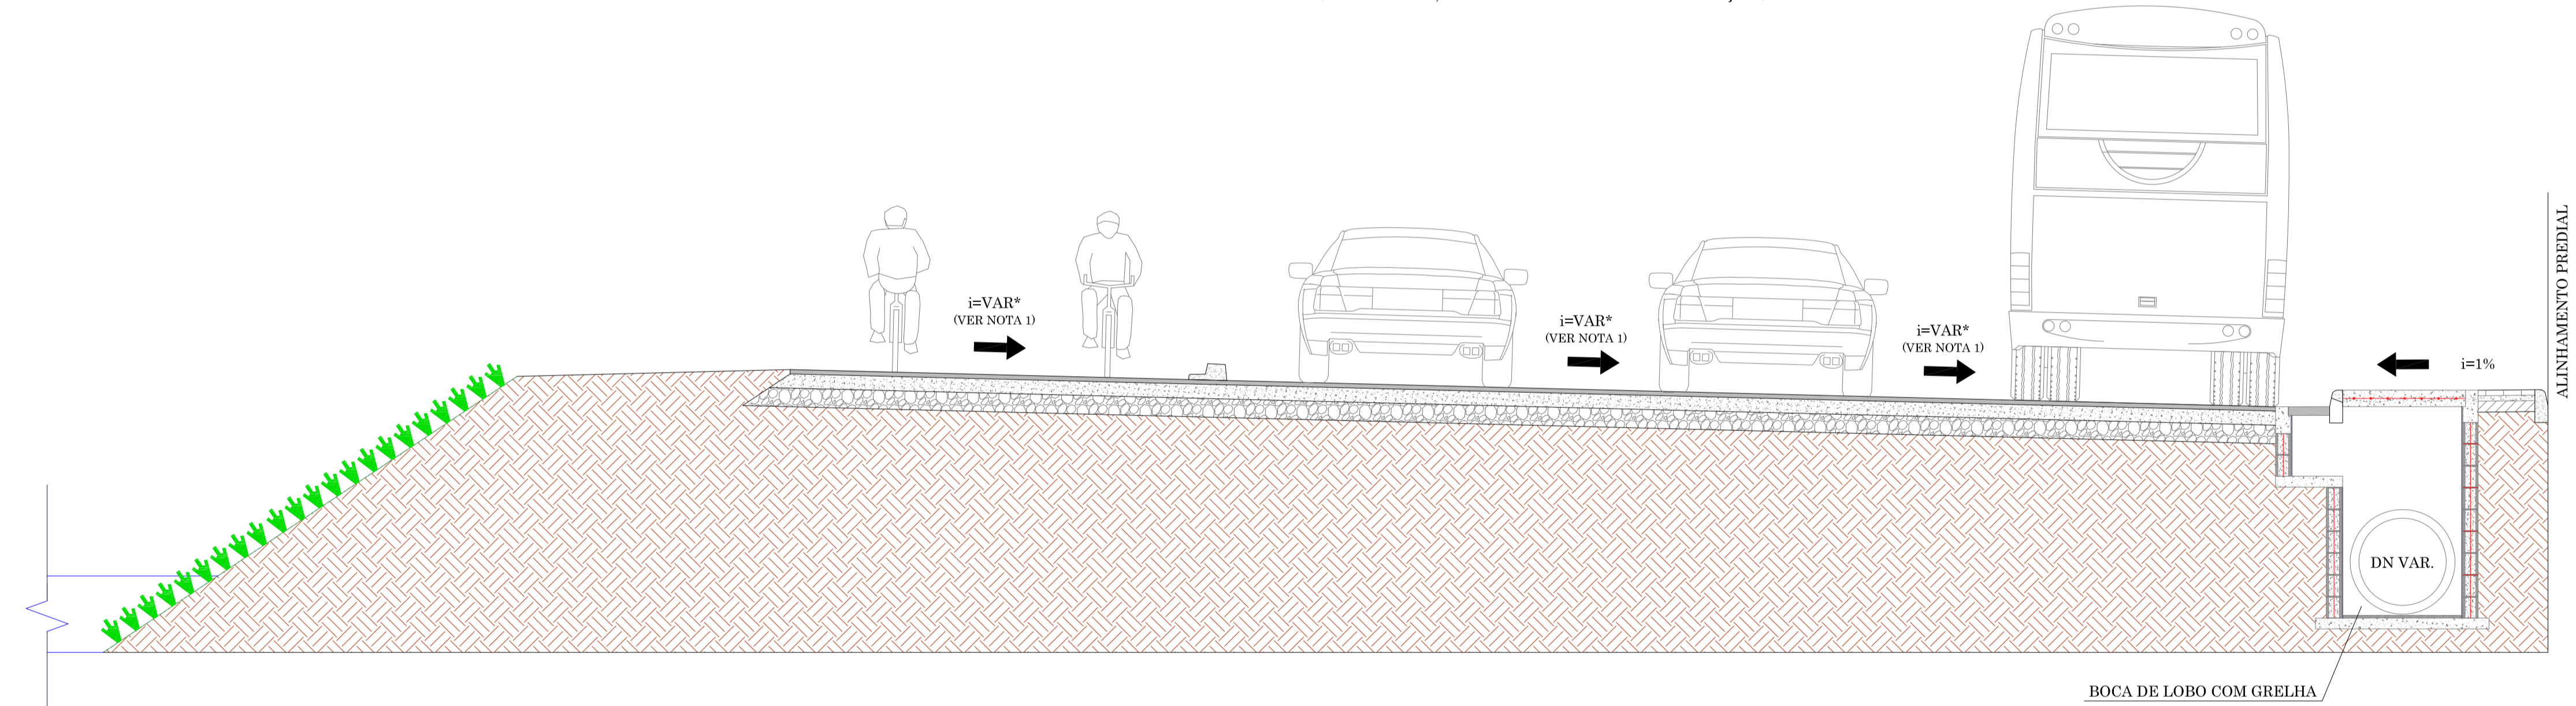 i=VAR*
(VER NOTA 1)
i=VAR*
(VER NOTA 1)
i=VAR*
(VER NOTA 1)
i=1%
ALINHAMENTO PREDIAL
DN VAR.
BOCA DE LOBO COM GRELHA